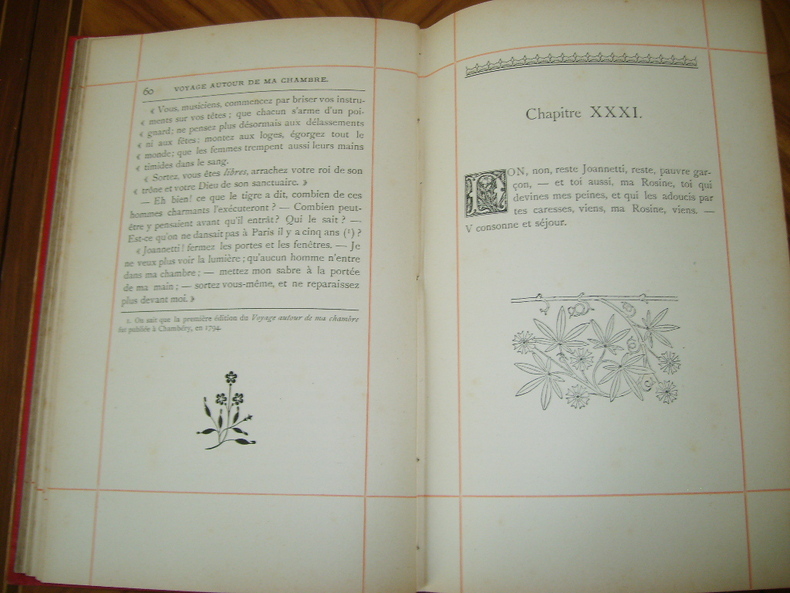 60 VOYAGE AUTOUR DE MA CHAMBRE.
« Vous, musiciens, commencez par briser vos instru-
« ments sur vos têtes ; que chacun s'arme d'un poi-
« gnard ; ne pensez plus désormais aux délassements
« ni aux fêtes ; montez aux loges, égorgez tout le
« monde ; que les femmes trempent aussi leurs mains
« timides dans le sang.
« Sortez, vous êtes libres, arrachez votre roi de son
« trône et votre Dieu de son sanctuaire. »
— Eh bien! ce que le tigre a dit, combien de ces
hommes charmants l'exécuteront ? — Combien peut-
être y pensaient avant qu'il entrât? Qui le sait ? —
Est-ce qu'on ne dansait pas à Paris il y a cinq ans (1) ?
« Joannetti! fermez les portes et les fenêtres. — Je
ne veux plus voir la lumière ; qu'aucun homme n'entre
dans ma chambre ; — mettez mon sabre à la portée
de ma main ; — sortez vous-même, et ne reparaissez
plus devant moi. »
1. On sait que la première édition du Voyage autour de ma chambre
fut publiée à Chambéry, en 1794.
Chapitre XXXI.
NON, non, reste Joannetti, reste, pauvre gar-
çon, — et toi aussi, ma Rosine, toi qui
devines mes peines, et qui les adoucis par
tes caresses, viens, ma Rosine, viens. —
V consonne et séjour.